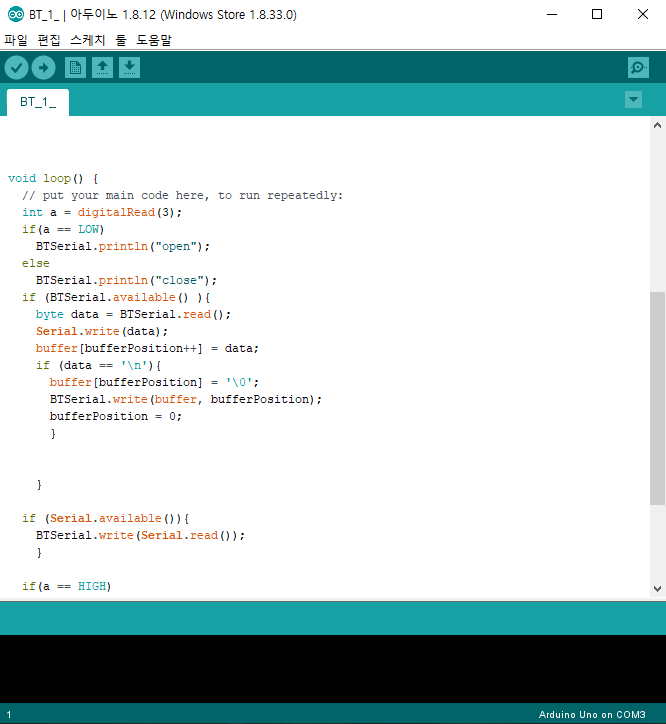 BT_1_ | 아두이노 1.8.12 (Windows Store 1.8.33.0)
파일 편집 스케치 툴 도움말
BT_1_
void loop() {
// put your main code here, to run repeatedly:
int a = digitalRead(3);
if(a == LOW)
BTSerial.println("open");
else
BTSerial.println("close");
if (BTSerial.available() ){
byte data = BTSerial.read();
Serial.write(data);
buffer[bufferPosition++] = data;
if (data == '\n'){
buffer[bufferPosition] = '\0';
BTSerial.write(buffer, bufferPosition);
bufferPosition = 0;
}
}
if (Serial.available()){
BTSerial.write(Serial.read());
}
if(a == HIGH)
1
Arduino Uno on COM3